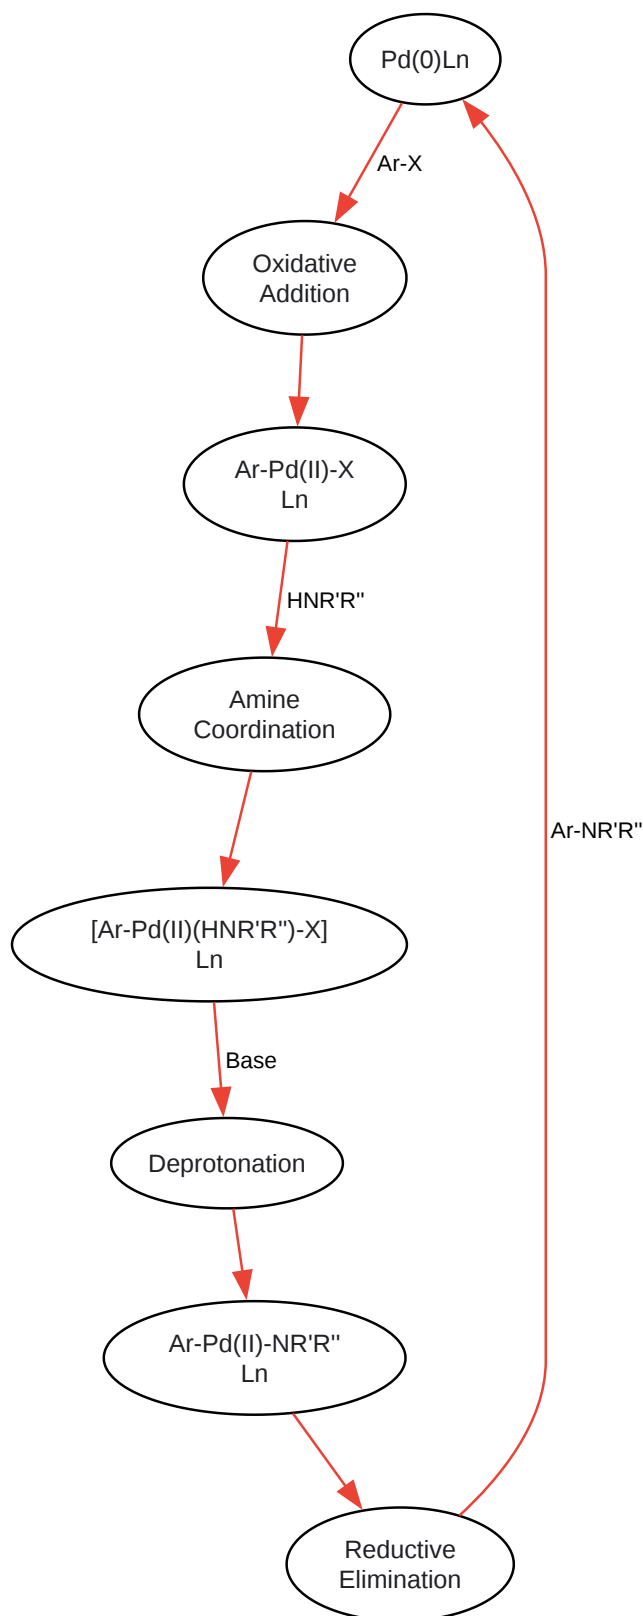 Pd(0)Ln
Ar-X
Oxidative
Addition
Ar-Pd(II)-X
Ln
HNR'R''
Amine
Coordination
Ar-NR'R''
[Ar-Pd(II)(HNR'R'')-X]
Ln
Base
Deprotonation
Ar-Pd(II)-NR'R''
Ln
Reductive
Elimination